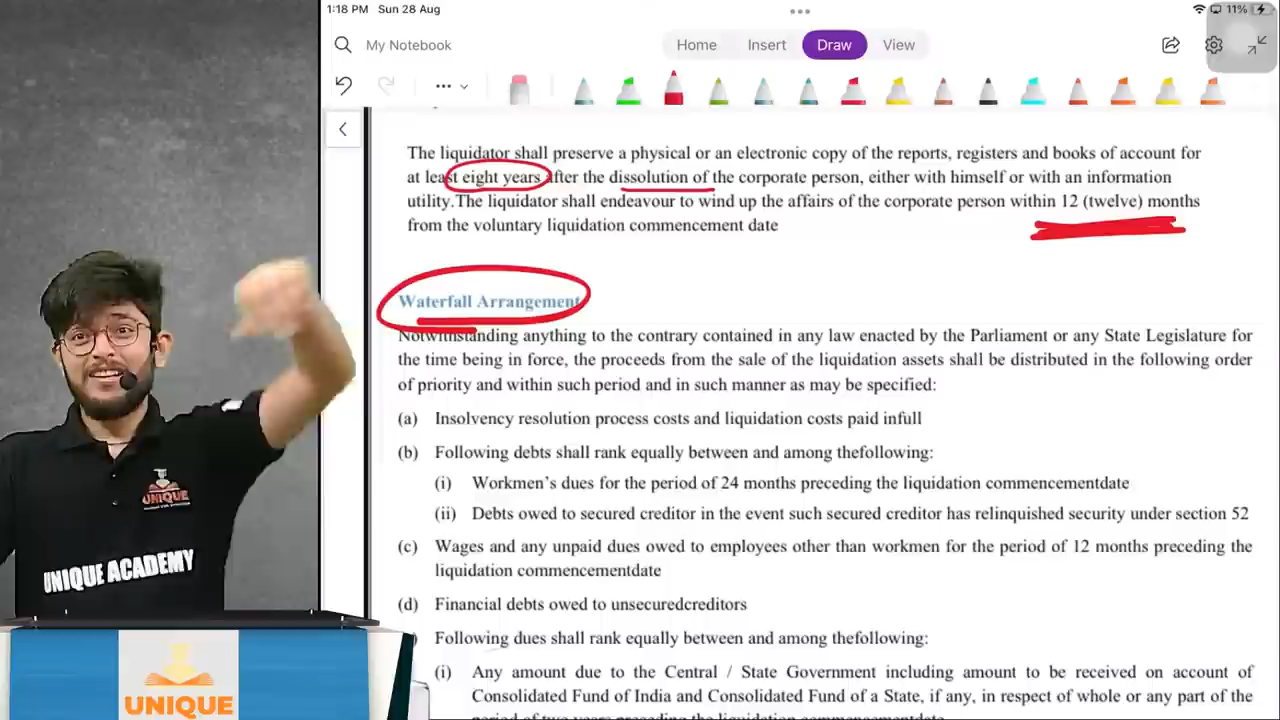 1:18 PM Sun 28 Aug
11%
My Notebook
Home Insert Draw View
The liquidator shall preserve a physical or an electronic copy of the reports, registers and books of account for
at least eight years after the dissolution of the corporate person, either with himself or with an information
utility.The liquidator shall endeavour to wind up the affairs of the corporate person within 12 (twelve) months
from the voluntary liquidation commencement date
Waterfall Arrangement
Notwithstanding anything to the contrary contained in any law enacted by the Parliament or any State Legislature for
the time being in force, the proceeds from the sale of the liquidation assets shall be distributed in the following order
of priority and within such period and in such manner as may be specified:
(a) Insolvency resolution process costs and liquidation costs paid infull
(b) Following debts shall rank equally between and among thefollowing:
(i) Workmen's dues for the period of 24 months preceding the liquidation commencementdate
(ii) Debts owed to secured creditor in the event such secured creditor has relinquished security under section 52
(c) Wages and any unpaid dues owed to employees other than workmen for the period of 12 months preceding the
liquidation commencementdate
(d) Financial debts owed to unsecuredcreditors
) Following dues shall rank equally between and among thefollowing:
(i) Any amount due to the Central / State Government including amount to be received on account of
Consolidated Fund of India and Consolidated Fund of a State, if any, in respect of whole or any part of the
period of two years preceding the liquidation commencementdate
UNIQUE
UNIQUE ACADEMY
UNIQUE